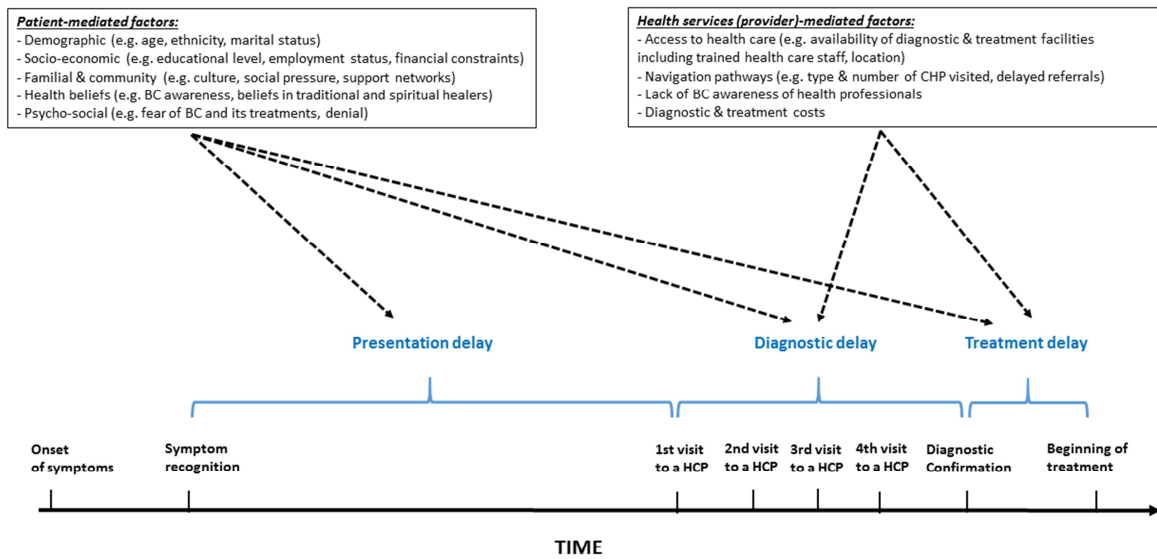 Patient-mediated factors:
- Demographic (e.g. age, ethnicity, marital status)
- Socio-economic (e.g. educational level, employment status, financial constraints)
- Familial & community (e.g. culture, social pressure, support networks)
- Health beliefs (e.g. BC awareness, beliefs in traditional and spiritual healers)
- Psycho-social (e.g. fear of BC and its treatments, denial)
Health services (provider)-mediated factors:
- Access to health care (e.g. availability of diagnostic & treatment facilities
including trained health care staff, location)
- Navigation pathways (e.g. type & number of CHP visited, delayed referrals)
- Lack of BC awareness of health professionals
- Diagnostic & treatment costs
Presentation delay
Diagnostic delay
Treatment delay
Onset
of symptoms
Symptom
recognition
1st visit
to a HCP
2nd visit
to a HCP
3rd visit
to a HCP
4th visit
to a HCP
Diagnostic
Confirmation
Beginning of
treatment
TIME